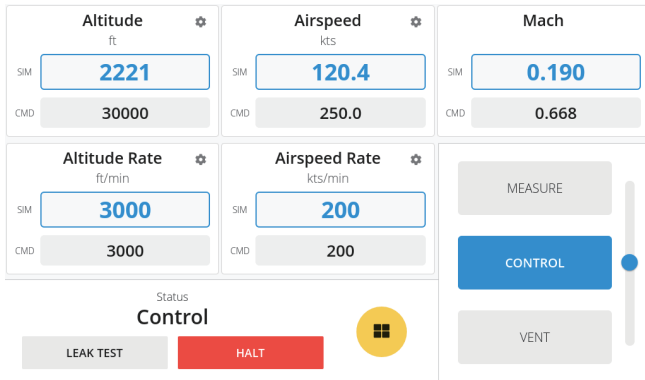 Altitude
ft
SIM 2221
CMD 30000
Airspeed
kts
SIM 120.4
CMD 250.0
Mach
SIM 0.190
CMD 0.668
Altitude Rate
ft/min
SIM 3000
CMD 3000
Airspeed Rate
kts/min
SIM 200
CMD 200
MEASURE
CONTROL
VENT
Status
Control
LEAK TEST
HALT